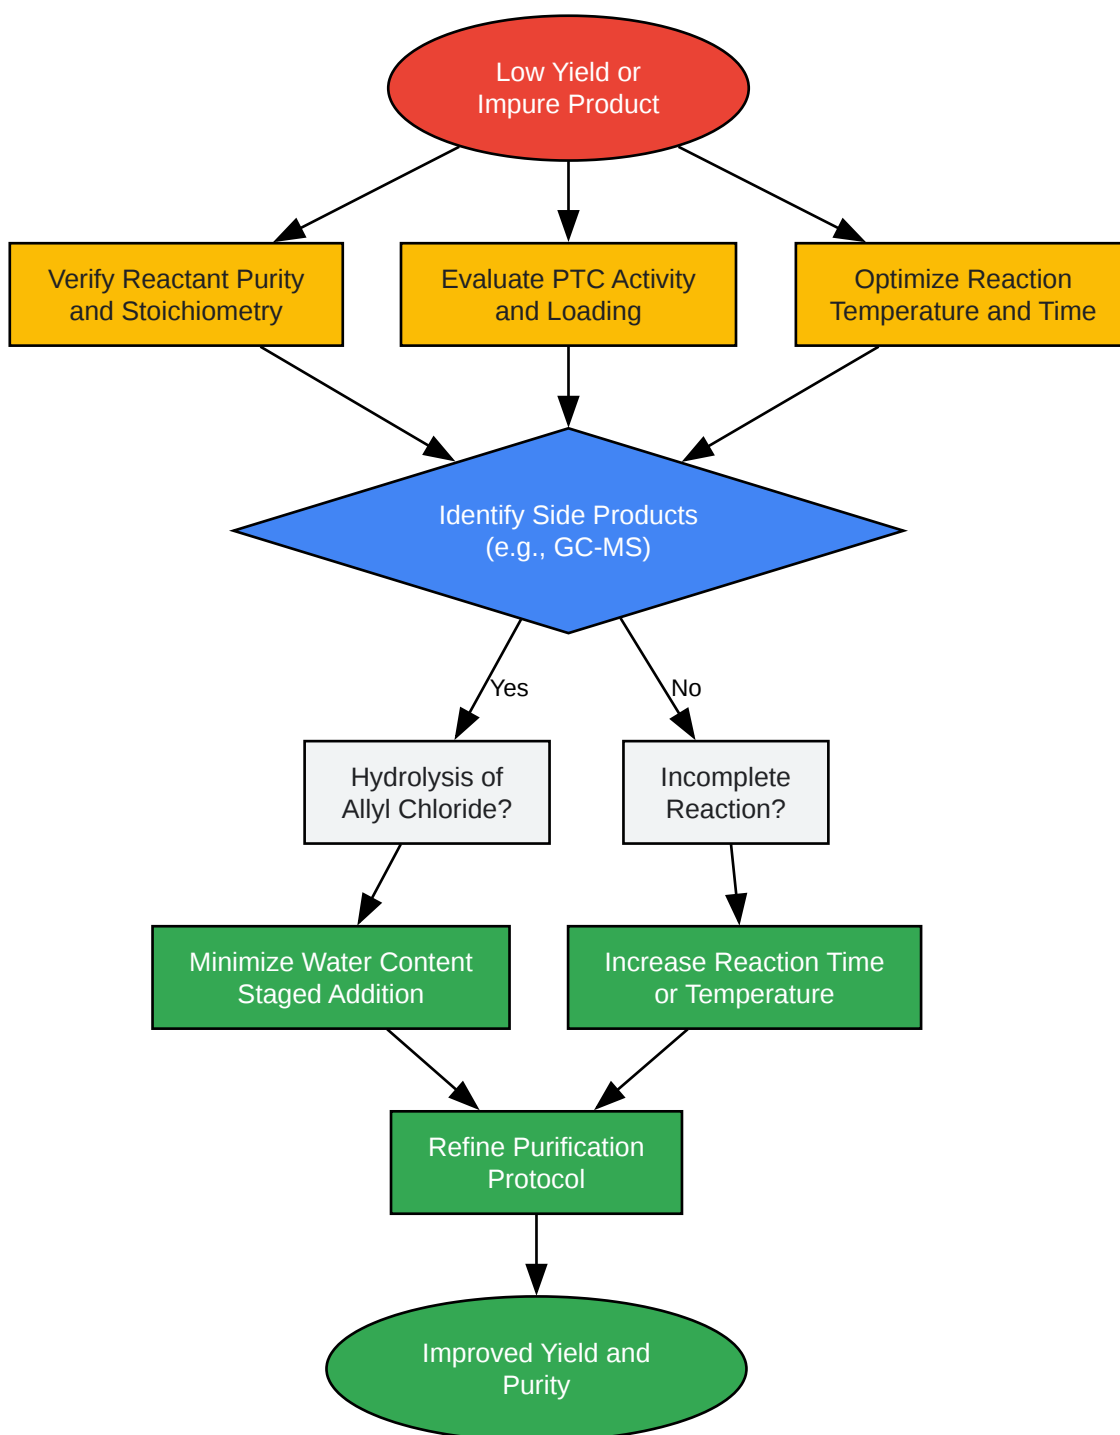 Low Yield or
Impure Product
Verify Reactant Purity
and Stoichiometry
Evaluate PTC Activity
and Loading
Optimize Reaction
Temperature and Time
Identify Side Products
(e.g., GC-MS)
Yes
No
Hydrolysis of
Allyl Chloride?
Incomplete
Reaction?
Minimize Water Content
Staged Addition
Increase Reaction Time
or Temperature
Refine Purification
Protocol
Improved Yield and
Purity